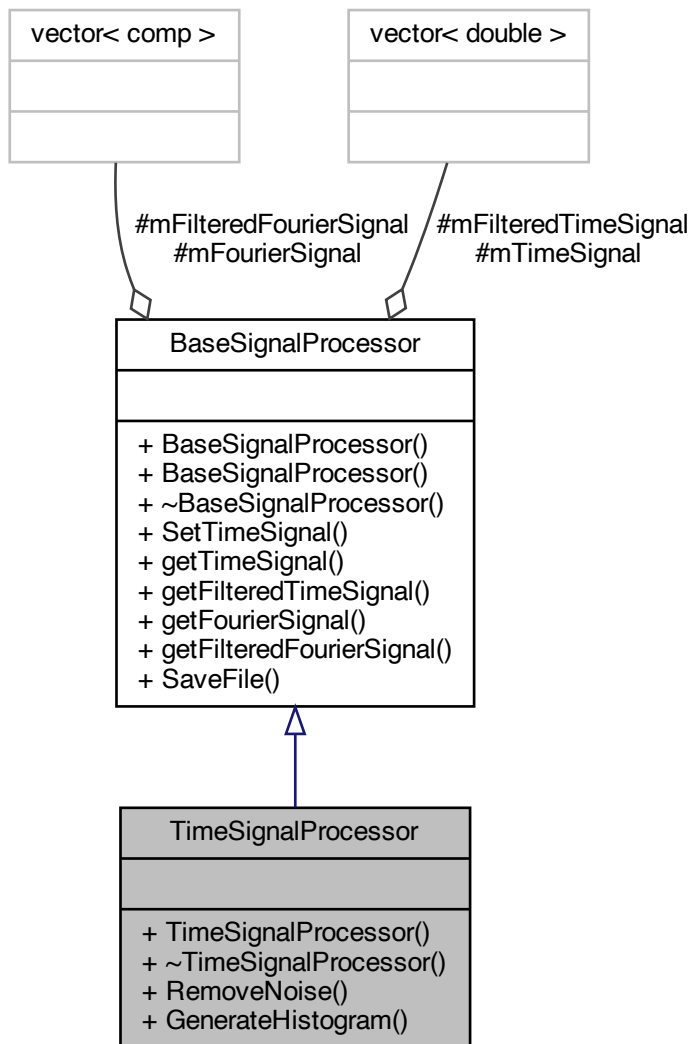 vector< comp >
vector< double >
#mFilteredFourierSignal
#mFourierSignal
#mFilteredTimeSignal
#mTimeSignal
BaseSignalProcessor
+ BaseSignalProcessor()
+ BaseSignalProcessor()
+ ~BaseSignalProcessor()
+ SetTimeSignal()
+ getTimeSignal()
+ getFilteredTimeSignal()
+ getFourierSignal()
+ getFilteredFourierSignal()
+ SaveFile()
TimeSignalProcessor
+ TimeSignalProcessor()
+ ~TimeSignalProcessor()
+ RemoveNoise()
+ GenerateHistogram()